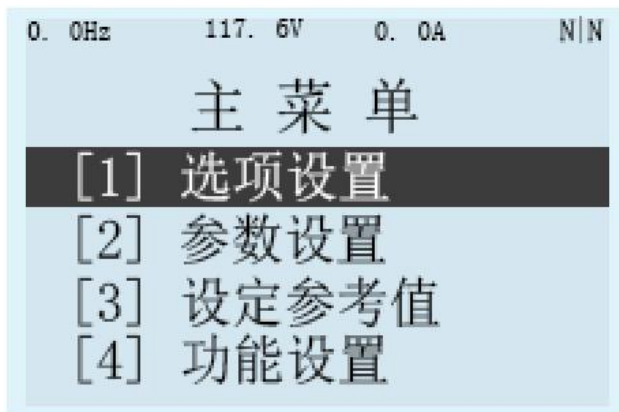 0. 0Hz 117. 6V 0. 0A N|N
主 菜 单
[1] 选项设置
[2] 参数设置
[3] 设定参考值
[4] 功能设置